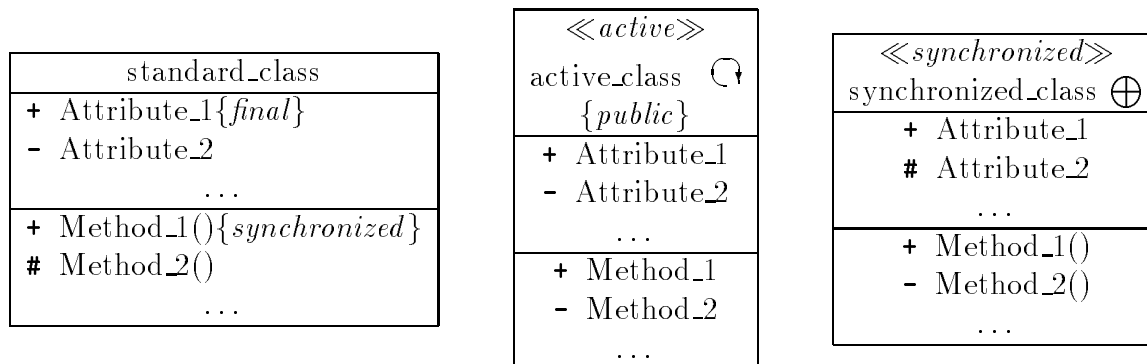 standard_class
+ Attribute_1{final}
- Attribute_2
...
+ Method_1(){synchronized}
# Method_2()
...
≪active≫
active_class
{public}
+ Attribute_1
- Attribute_2
...
+ Method_1
- Method_2
...
≪synchronized≫
synchronized_class ⊕
+ Attribute_1
# Attribute_2
...
+ Method_1()
- Method_2()
...